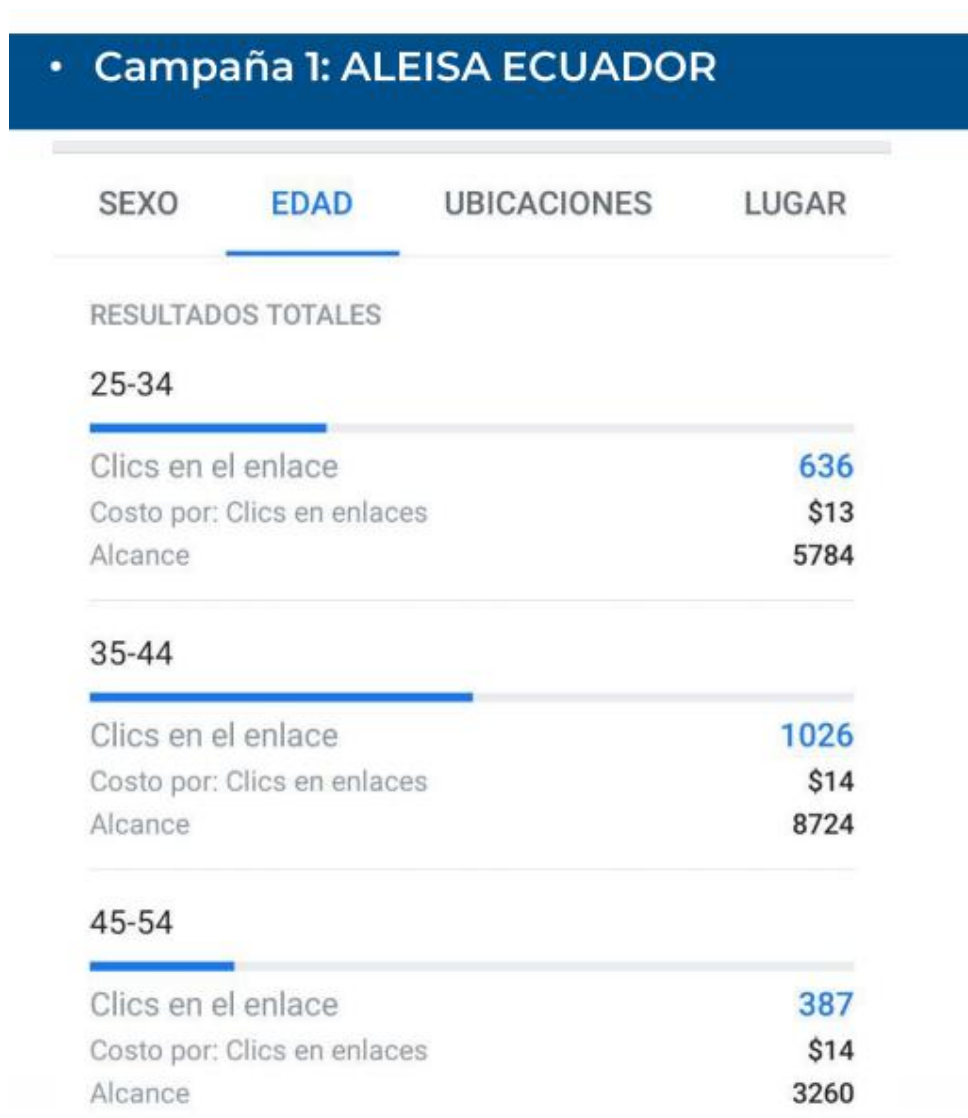 • Campaña 1: ALEISA ECUADOR
SEXO EDAD UBICACIONES LUGAR
RESULTADOS TOTALES
25-34
Clics en el enlace 636
Costo por: Clics en enlaces $13
Alcance 5784
35-44
Clics en el enlace 1026
Costo por: Clics en enlaces $14
Alcance 8724
45-54
Clics en el enlace 387
Costo por: Clics en enlaces $14
Alcance 3260